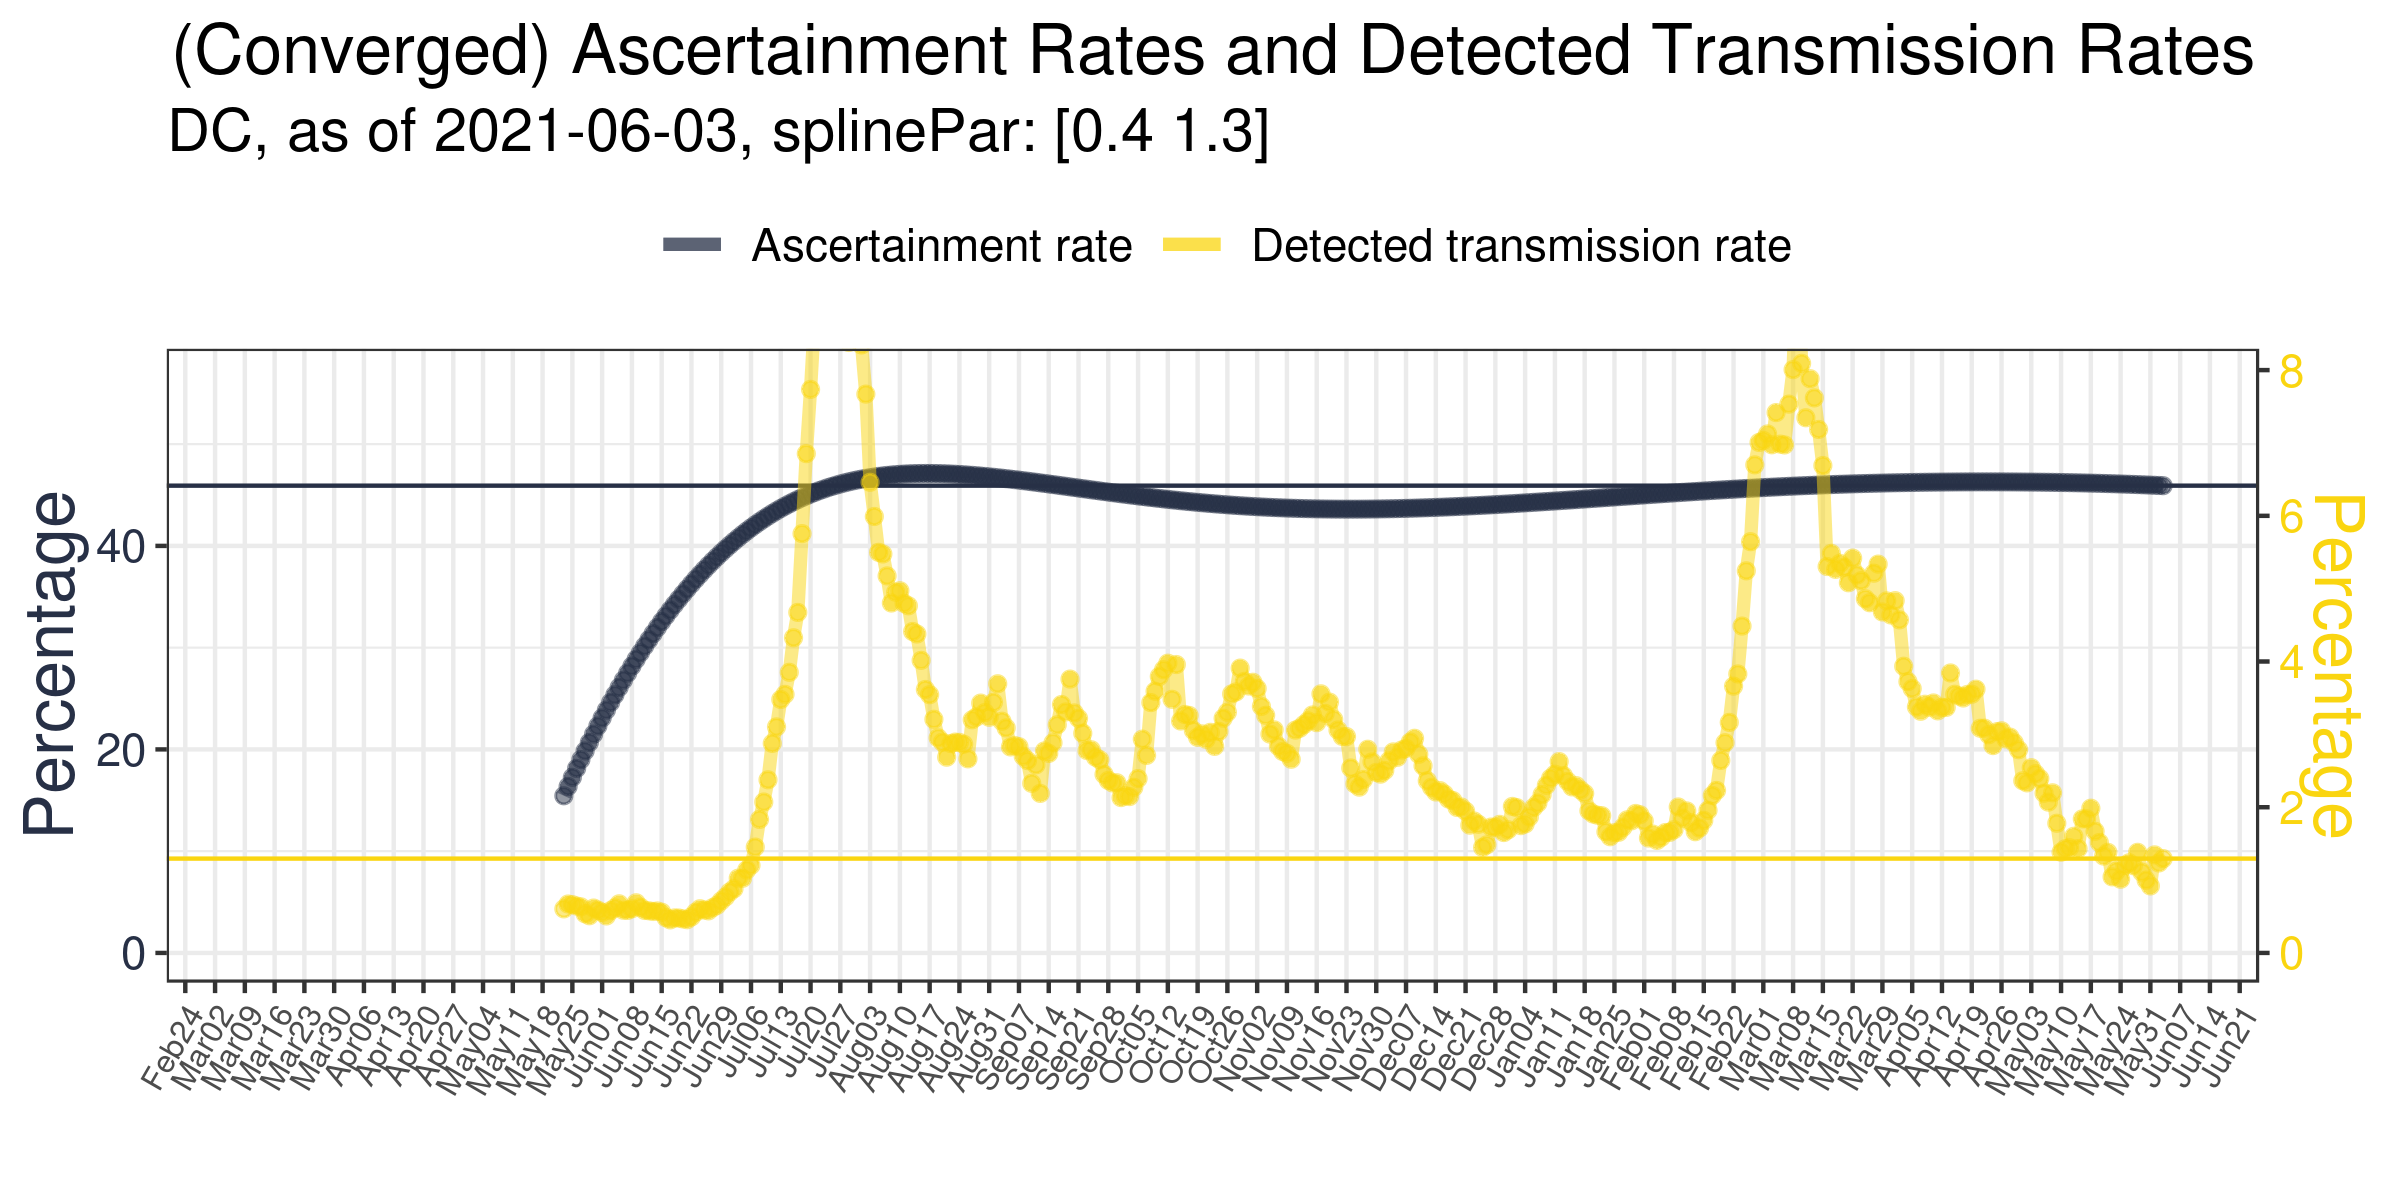 (Converged) Ascertainment Rates and Detected Transmission Rates
DC, as of 2021-06-03, splinePar: [0.4 1.3]
Ascertainment rate
Detected transmission rate
Percentage
40
20
0
8
6
4
2
0
Percentage
Feb24
Mar02
Mar09
Mar16
Mar23
Mar30
Apr06
Apr13
Apr20
Apr27
May04
May11
May18
May25
Jun01
Jun08
Jun15
Jun22
Jun29
Jul06
Jul13
Jul20
Jul27
Aug03
Aug10
Aug17
Aug24
Aug31
Sep07
Sep14
Sep21
Sep28
Oct05
Oct12
Oct19
Oct26
Nov02
Nov09
Nov16
Nov23
Nov30
Dec07
Dec14
Dec21
Dec28
Jan04
Jan11
Jan18
Jan25
Feb01
Feb08
Feb15
Feb22
Mar01
Mar08
Mar15
Mar22
Mar29
Apr05
Apr12
Apr19
Apr26
May03
May10
May17
May24
May31
Jun07
Jun14
Jun21